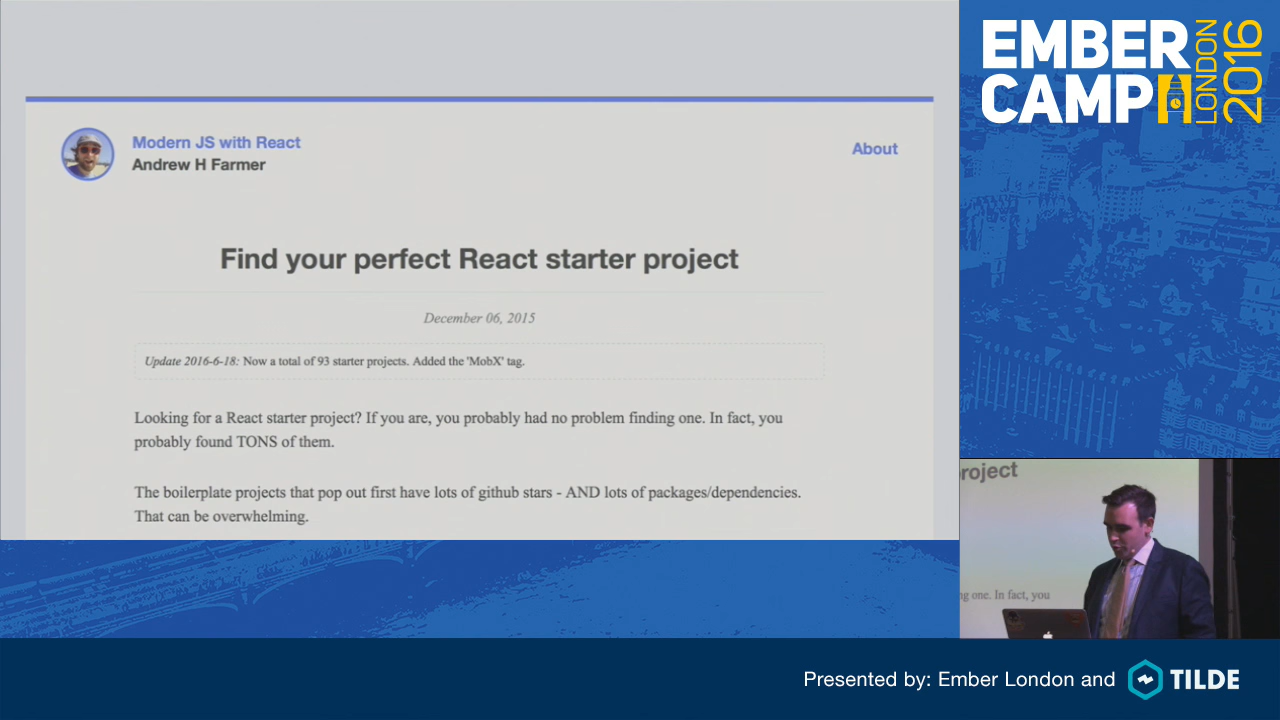 Modern JS with React
Andrew H Farmer
About
Find your perfect React starter project
December 06, 2015
Update 2016-6-18: Now a total of 93 starter projects. Added the 'MobX' tag.
Looking for a React starter project? If you are, you probably had no problem finding one. In fact, you
probably found TONS of them.
The boilerplate projects that pop out first have lots of github stars - AND lots of packages/dependencies.
That can be overwhelming.
EMBER
CAMP
LONDON
2016
roject
ng one. In fact, you
Presented by: Ember London and TILDE